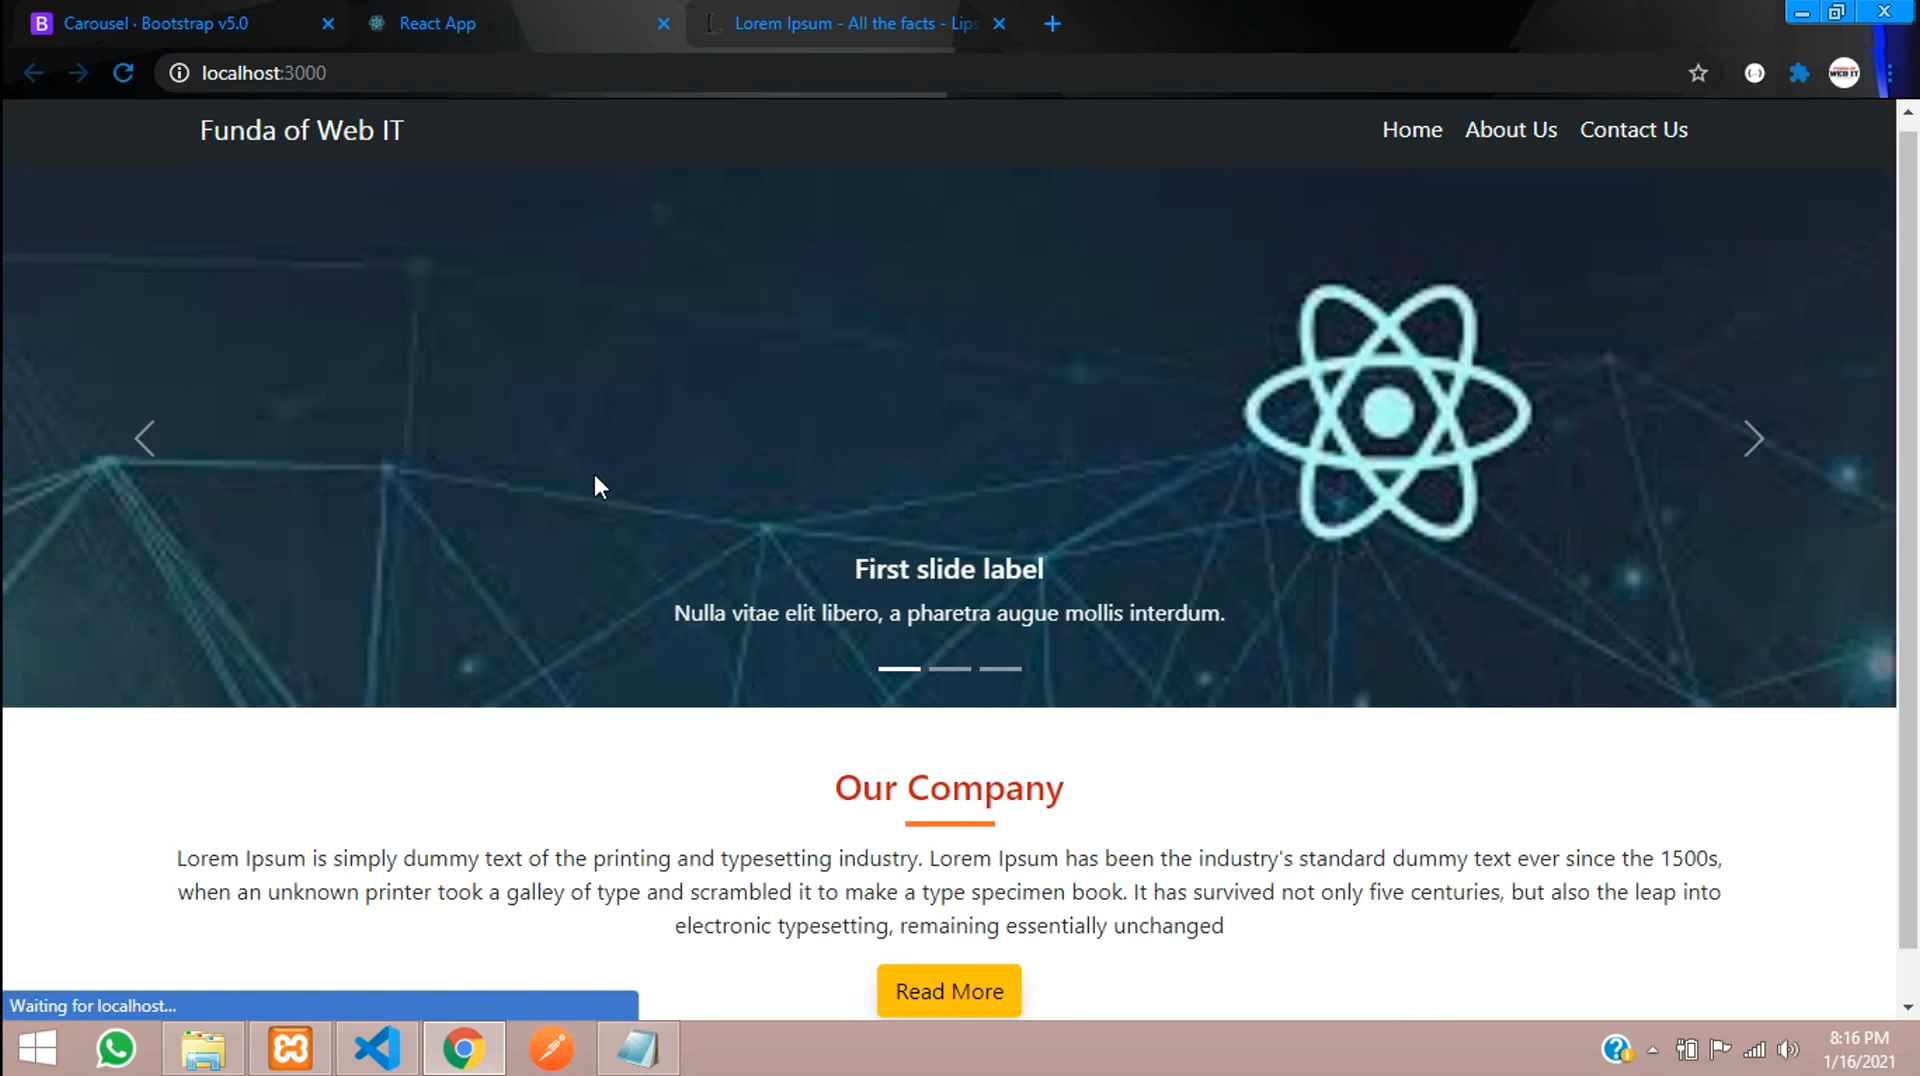 Carousel · Bootstrap v5.0
React App
Lorem Ipsum - All the facts - Lips
localhost:3000
WEB IT
Funda of Web IT
Home
About Us
Contact Us
First slide label
Nulla vitae elit libero, a pharetra augue mollis interdum.
Our Company
Lorem Ipsum is simply dummy text of the printing and typesetting industry. Lorem Ipsum has been the industry's standard dummy text ever since the 1500s,
when an unknown printer took a galley of type and scrambled it to make a type specimen book. It has survived not only five centuries, but also the leap into
electronic typesetting, remaining essentially unchanged
Read More
Waiting for localhost...
8:16 PM
1/16/2021